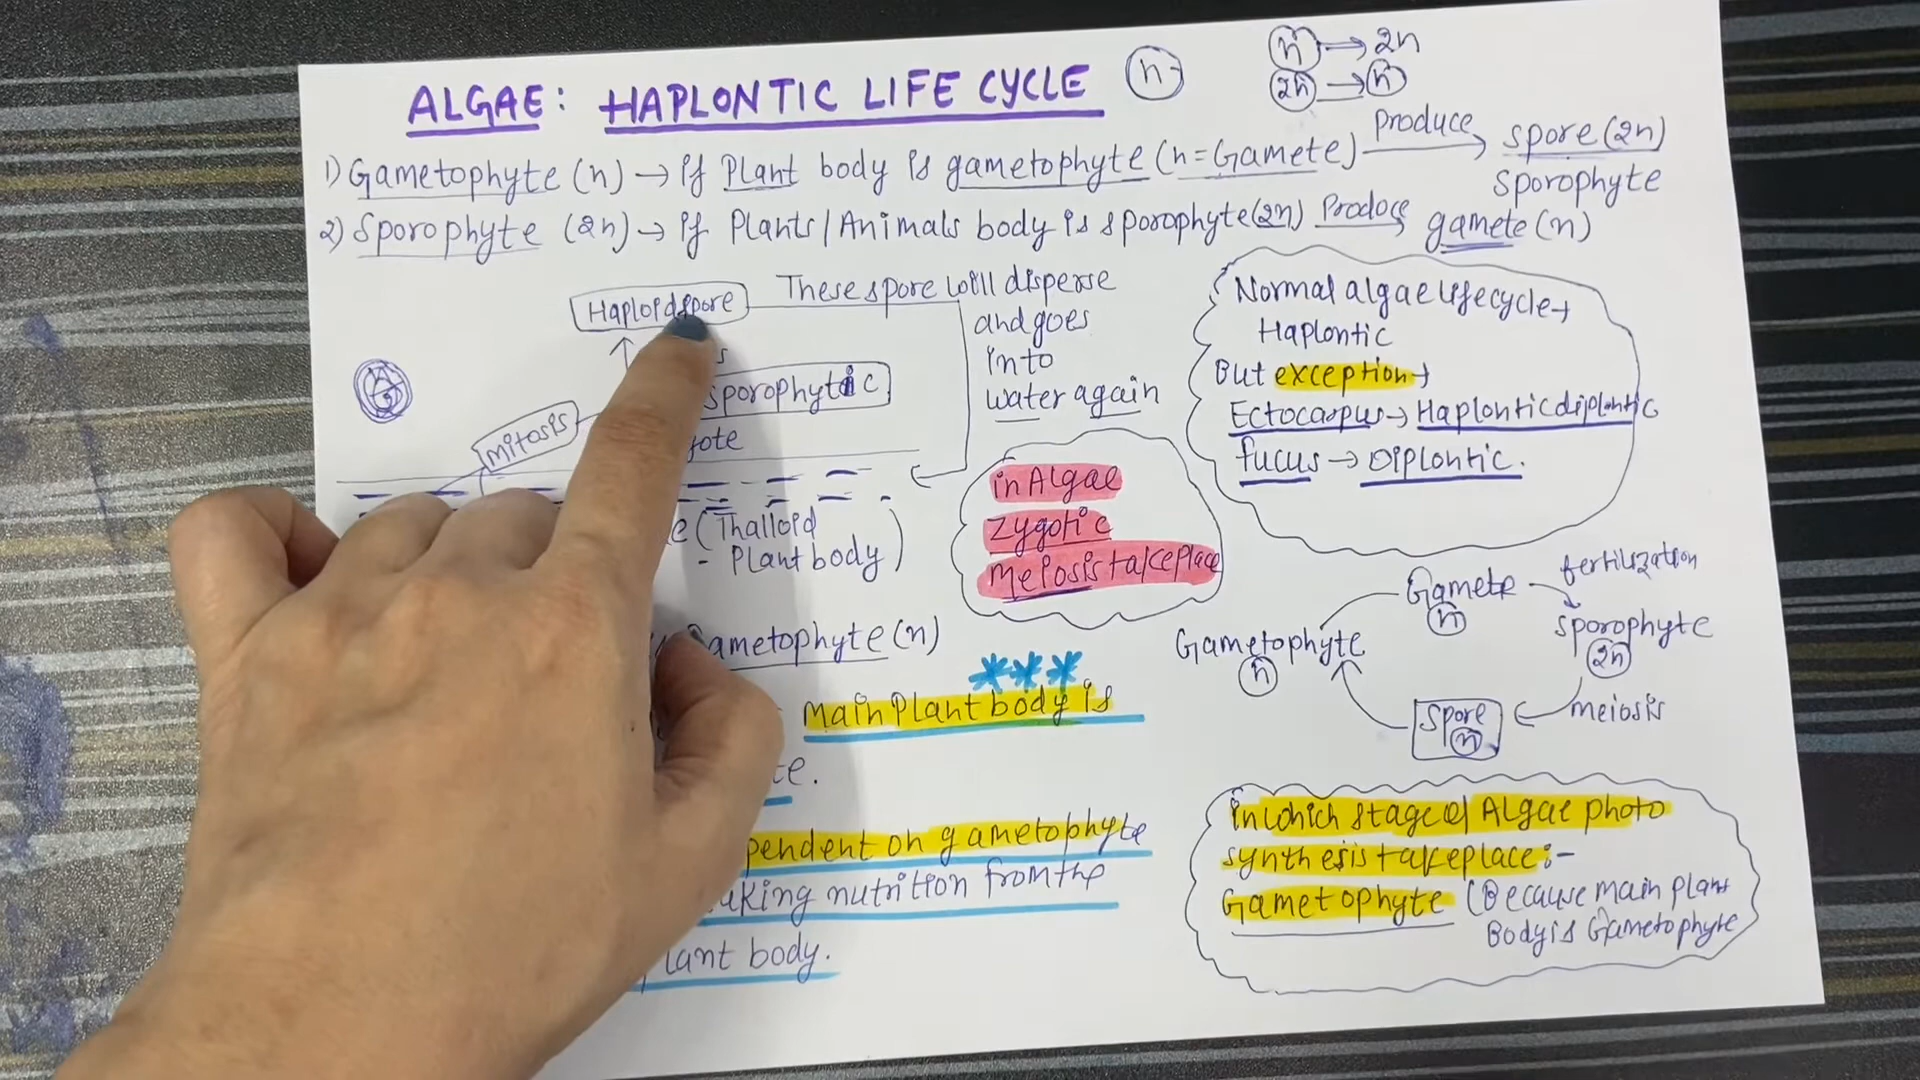 ALGAE: HAPLONTIC LIFE CYCLE (n)
n → 2n
2n → n
1) Gametophyte (n) → if Plant body is gametophyte (n=Gamete) Produce → spore (2n)
sporophyte
2) Sporophyte (2n) → if Plants/Animals body is sporophyte (2n) Produce → gamete (n)
Haploid spore
These spore will disperse
and goes
into
water again
sporophytic
mitosis
(Thalloid
- Plant body)
Gametophyte (n)
main Plant body is
pendent on gametophyte
nutrition from the
plant body.
in Algae
zygotic
meiosis take place
Normal algae lifecycle →
Haplontic
But exception →
Ectocarpus → Haplontic diplontic
fucus → Diplontic.
Gamete
n
fertilization
sporophyte
2n
meiosis
Spore
n
Gametophyte
n
in which stage of Algae photo
synthesis take place :-
Gametophyte (Because main plant
Body is Gametophyte